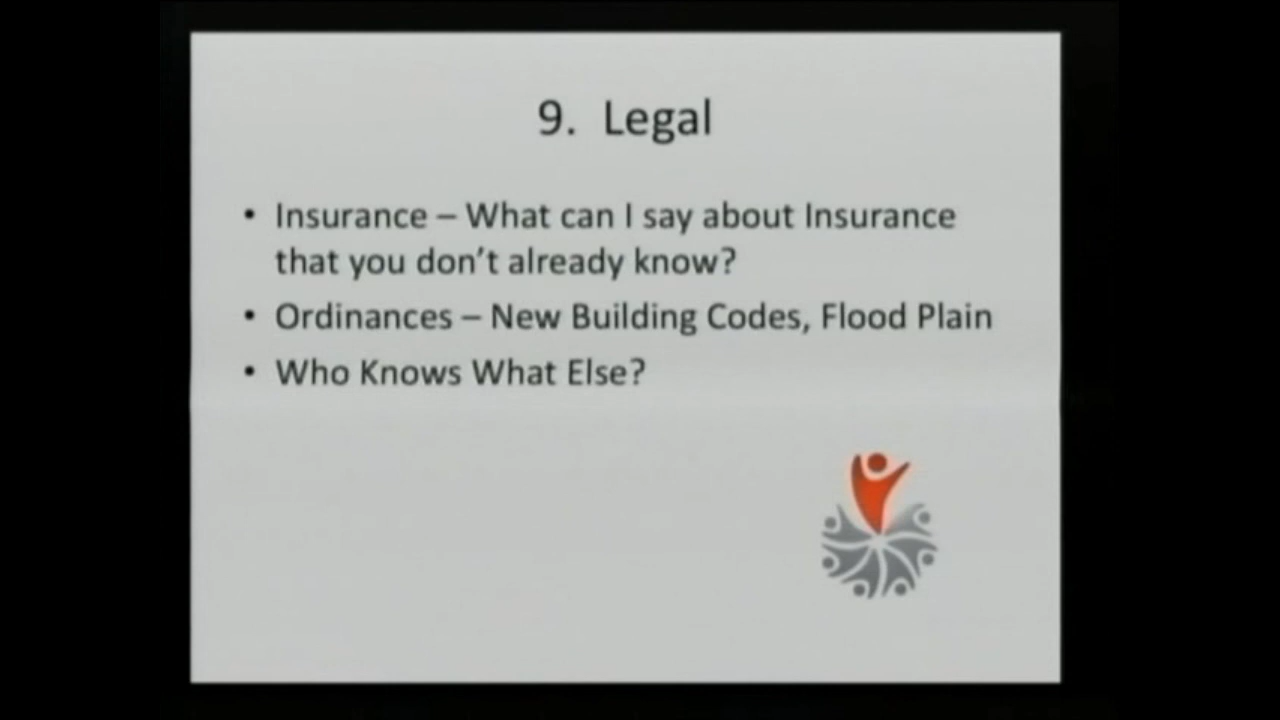 9. Legal
• Insurance – What can I say about Insurance
that you don't already know?
• Ordinances – New Building Codes, Flood Plain
• Who Knows What Else?